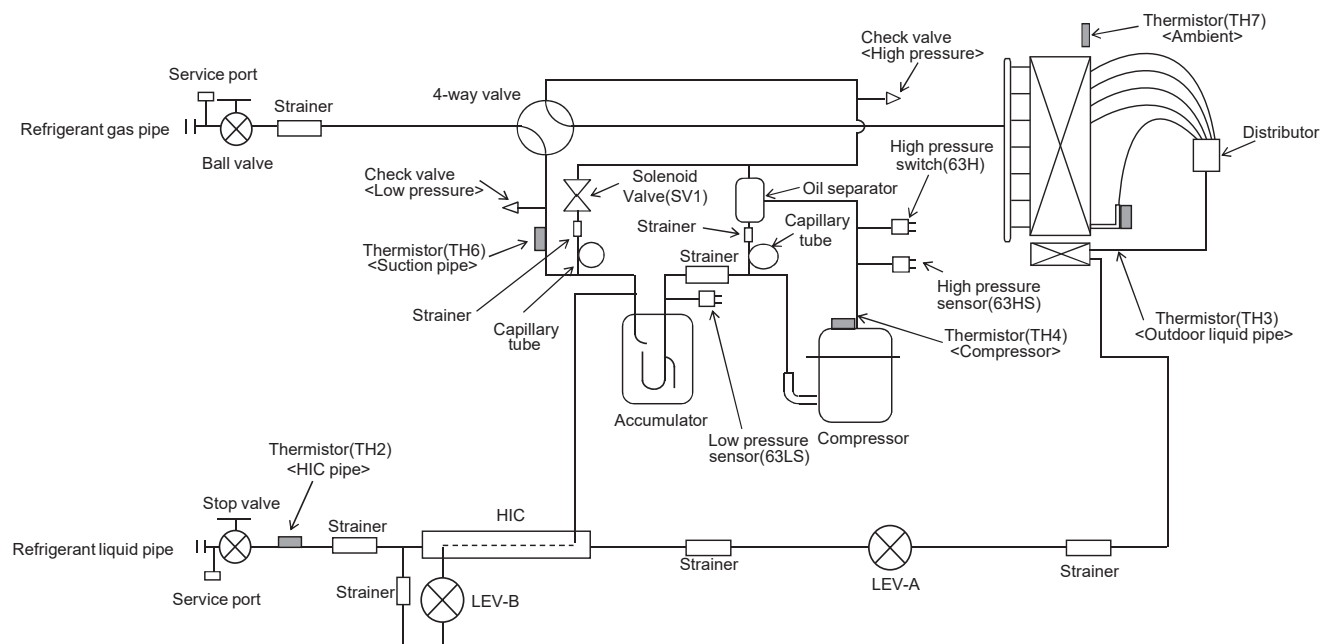 Thermistor(TH7)
<Ambient>
Check valve
<High pressure>
Service port
Strainer
4-way valve
Refrigerant gas pipe
Ball valve
High pressure
switch(63H)
Distributor
Check valve
<Low pressure>
Solenoid
Valve(SV1)
Oil separator
Strainer
Capillary
tube
Thermistor(TH6)
<Suction pipe>
Strainer
High pressure
sensor(63HS)
Strainer
Capillary
tube
Thermistor(TH4)
<Compressor>
Thermistor(TH3)
<Outdoor liquid pipe>
Accumulator
Low pressure
sensor(63LS)
Compressor
Thermistor(TH2)
<HIC pipe>
Stop valve
Strainer
HIC
Refrigerant liquid pipe
Strainer
LEV-A
Strainer
Service port
Strainer
LEV-B